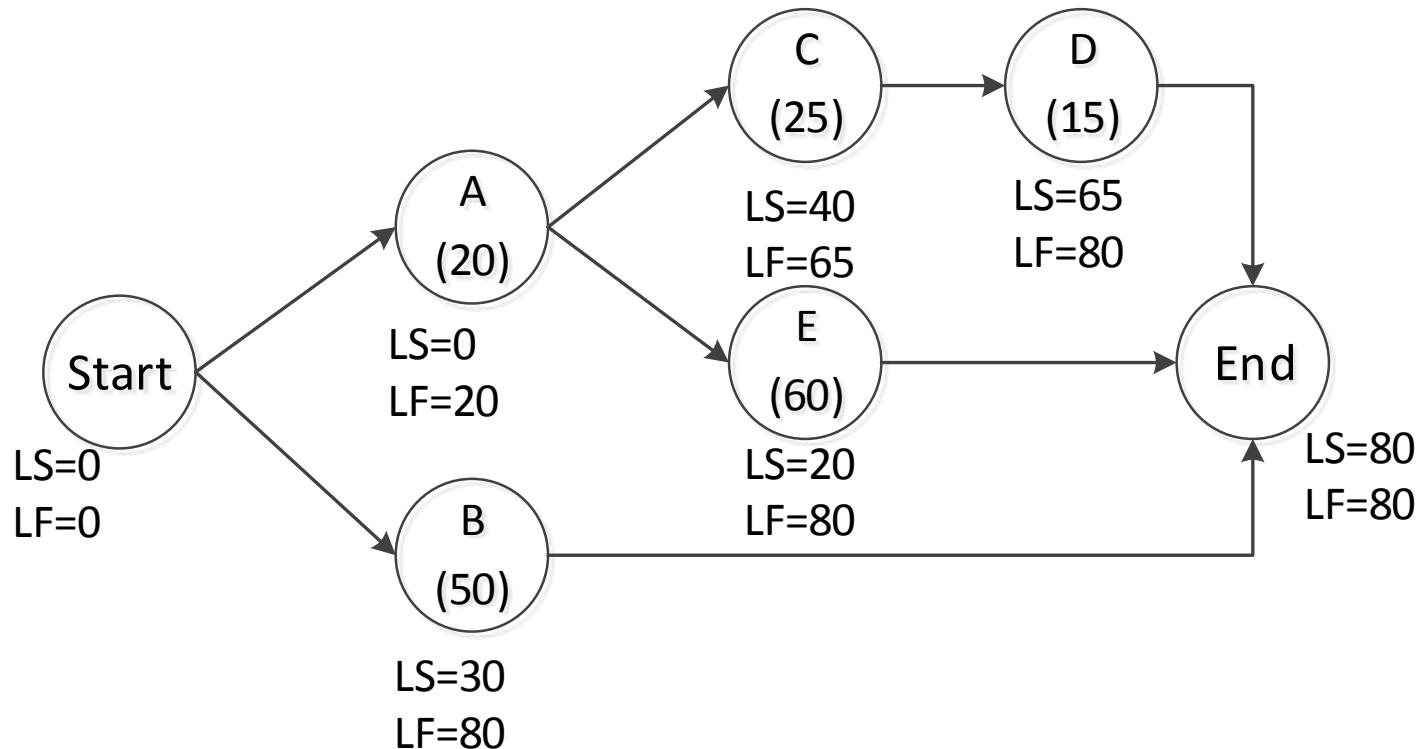 C
(25)
LS=40
LF=65
D
(15)
LS=65
LF=80
A
(20)
LS=0
LF=20
Start
LS=0
LF=0
E
(60)
LS=20
LF=80
End
LS=80
LF=80
B
(50)
LS=30
LF=80